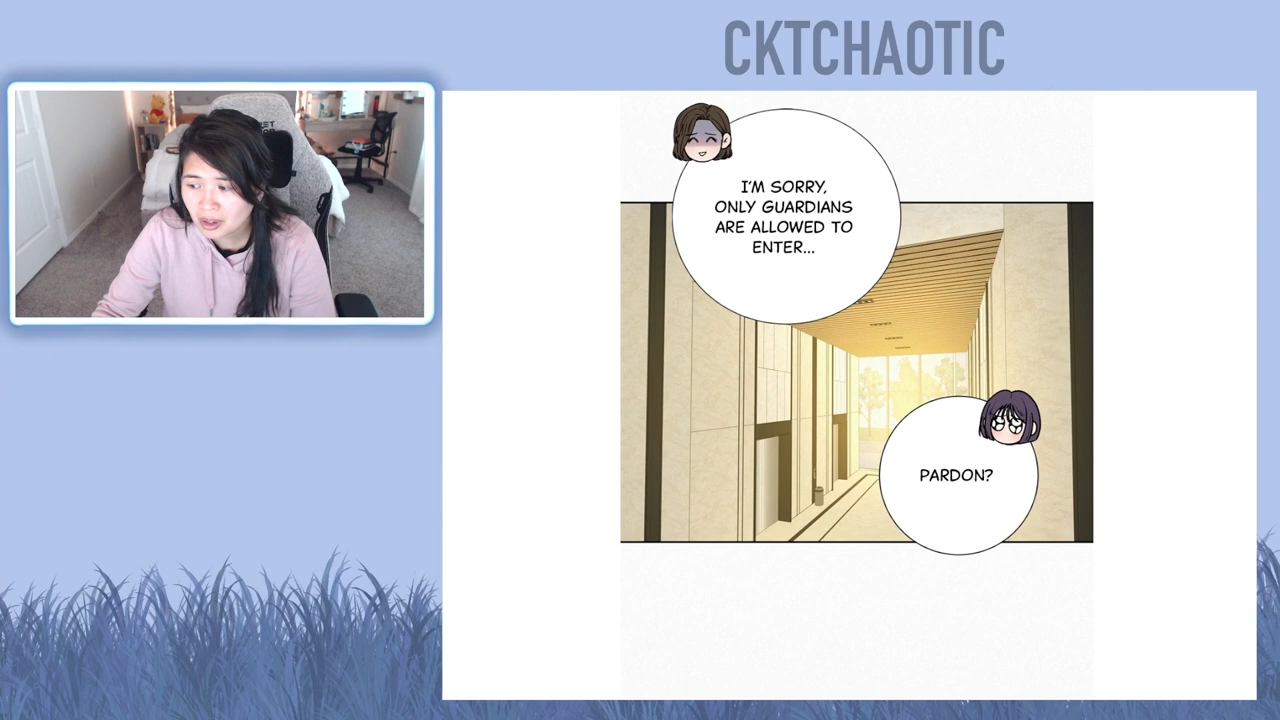 CKTCHAOTIC
I'M SORRY,
ONLY GUARDIANS
ARE ALLOWED TO
ENTER...
PARDON?